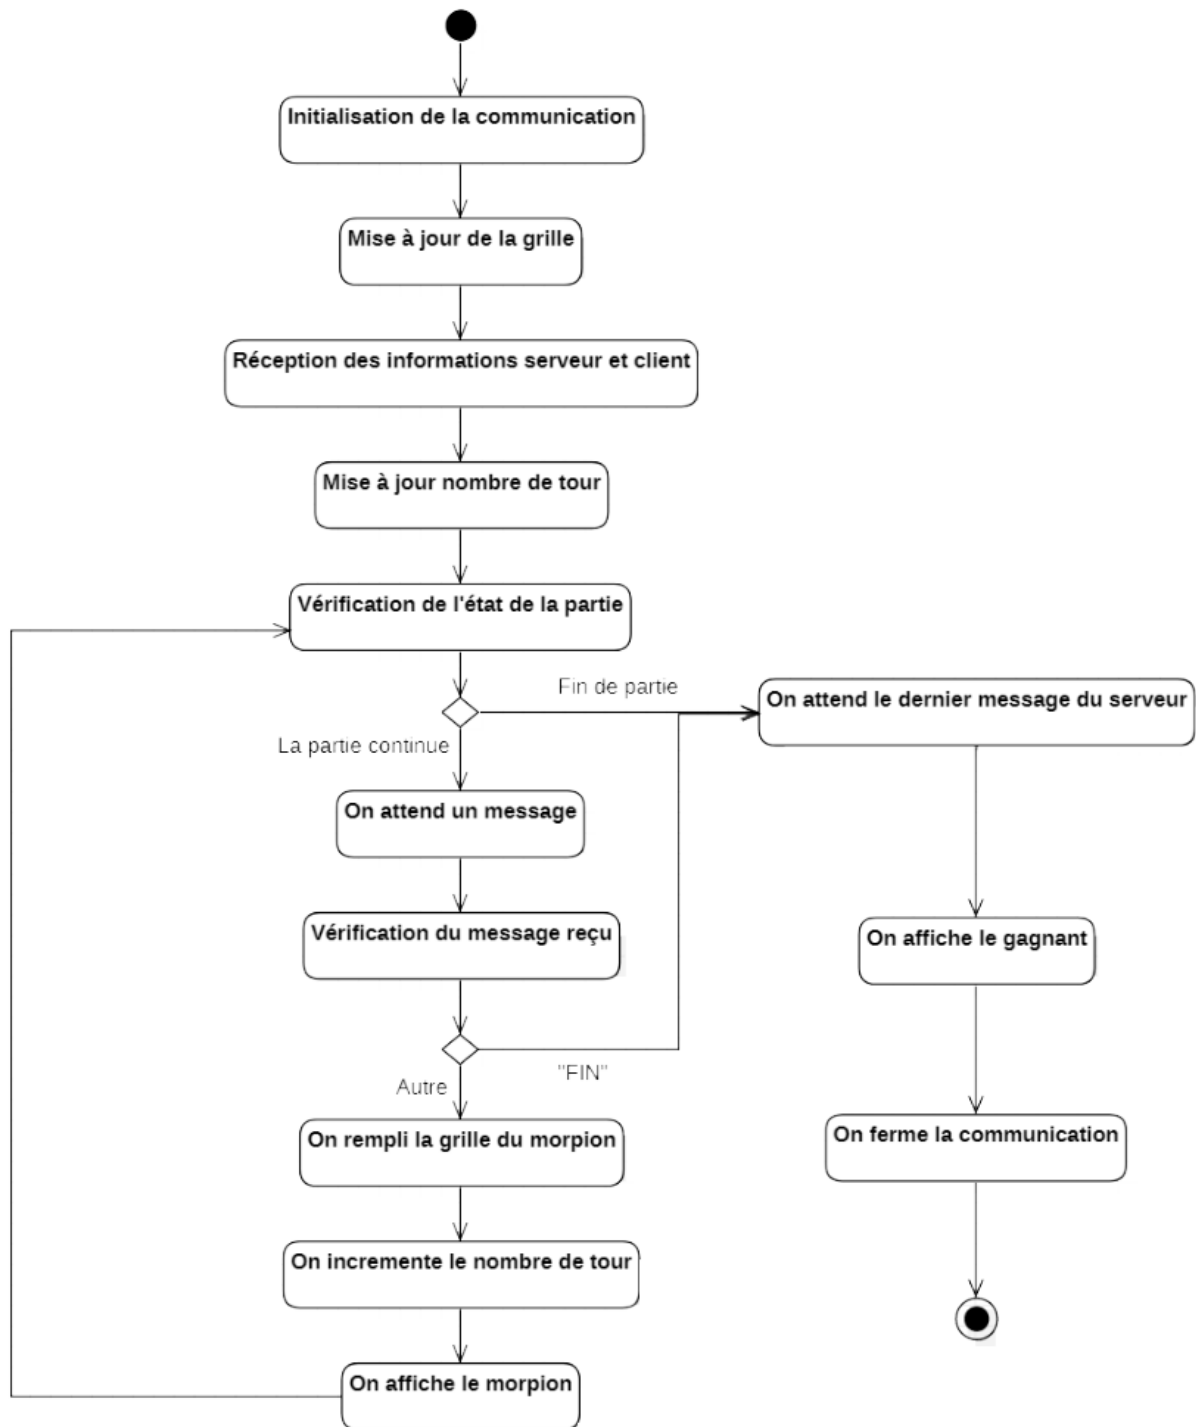 Initialisation de la communication
Mise à jour de la grille
Réception des informations serveur et client
Mise à jour nombre de tour
Vérification de l'état de la partie
Fin de partie
On attend le dernier message du serveur
La partie continue
On attend un message
Vérification du message reçu
On affiche le gagnant
"FIN"
Autre
On rempli la grille du morpion
On ferme la communication
On incremente le nombre de tour
On affiche le morpion